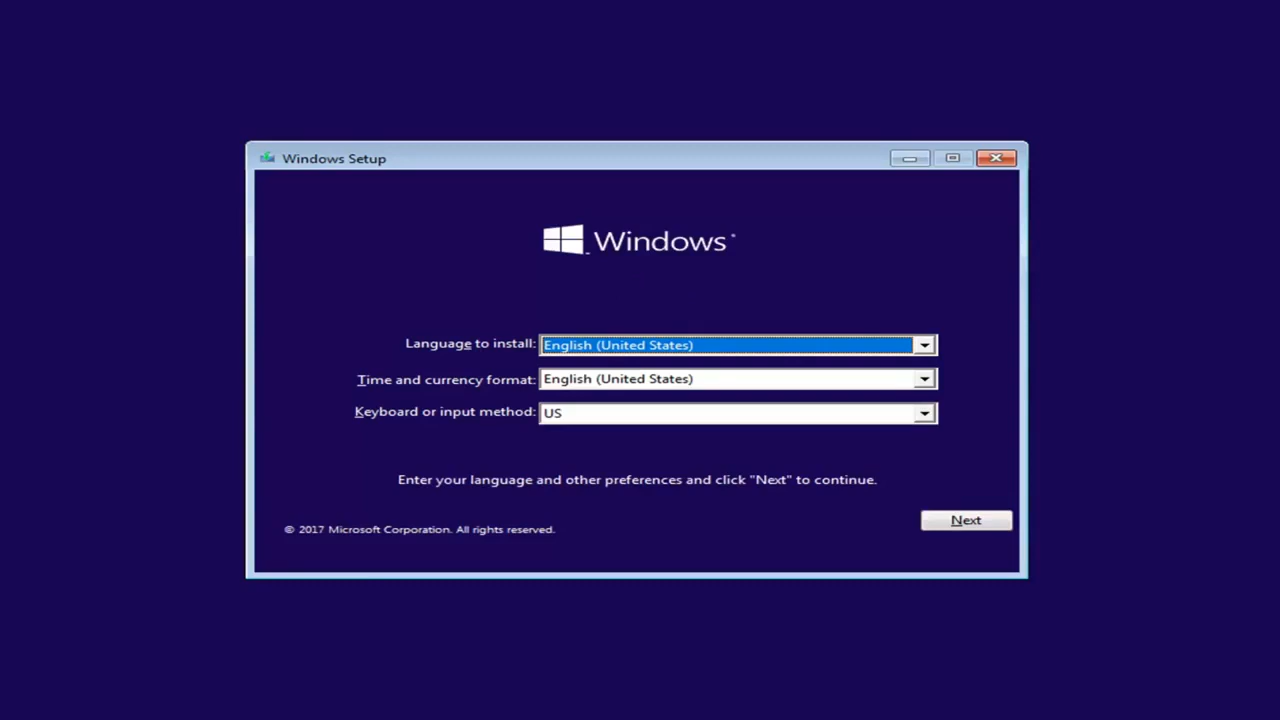 Windows Setup
Windows
Language to install: English (United States)
Time and currency format: English (United States)
Keyboard or input method: US
Enter your language and other preferences and click "Next" to continue.
Next
© 2017 Microsoft Corporation. All rights reserved.